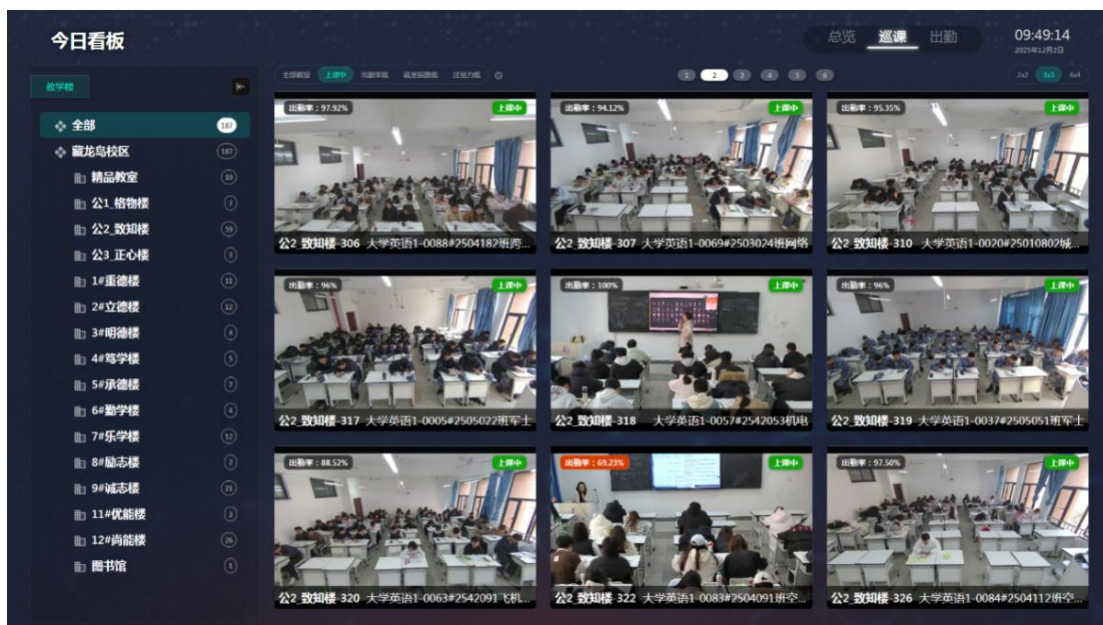 今日看板
总览 巡课 出勤
09:49:14
2025年12月2日
教学楼
全部教室 上课中 出勤率低 注意力低
1 2 3 4 5 6
2x2 3x3 4x4
全部 187
藏龙岛校区 187
精品教室 10
公1_格物楼 7
公2_致知楼 59
公3_正心楼 3
1#重德楼 11
2#立德楼 12
3#明德楼 4
4#笃学楼 5
5#承德楼 7
6#勤学楼 4
7#乐学楼 12
8#励志楼 2
9#诚志楼 21
11#优能楼 3
12#尚能楼 26
图书馆 1
出勤率：97.92% 上课中
公2_致知楼-306 大学英语1-0088#2504182班跨...
出勤率：94.12% 上课中
公2_致知楼-307 大学英语1-0069#2503024班网络
出勤率：95.35% 上课中
公2_致知楼-310 大学英语1-0020#25010802城...
出勤率：96% 上课中
公2_致知楼-317 大学英语1-0005#2505022班军士
出勤率：100% 上课中
公2_致知楼-318 大学英语1-0057#2542053机电
出勤率：96% 上课中
公2_致知楼-319 大学英语1-0037#2505051班军士
出勤率：88.52% 上课中
公2_致知楼-320 大学英语1-0063#2542091飞机...
出勤率：69.23% 上课中
公2_致知楼-322 大学英语1-0083#2504091班空...
出勤率：97.50% 上课中
公2_致知楼-326 大学英语1-0084#2504112班空...